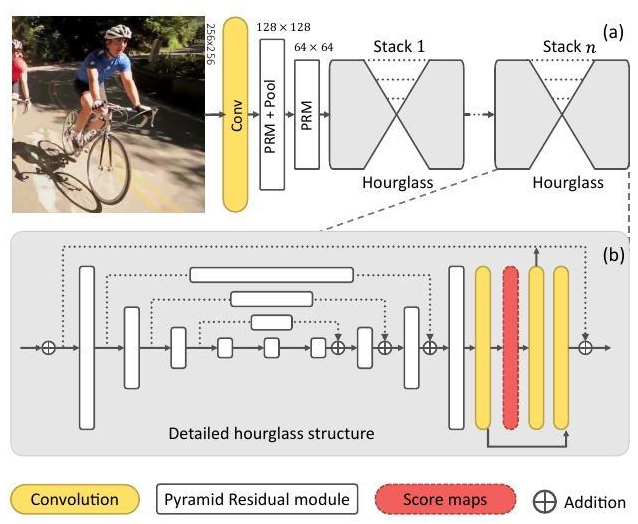 (a)
256×256
Conv
128 × 128
PRM + Pool
64 × 64
PRM
Stack 1
Hourglass
Stack n
Hourglass
(b)
Detailed hourglass structure
Convolution
Pyramid Residual module
Score maps
Addition